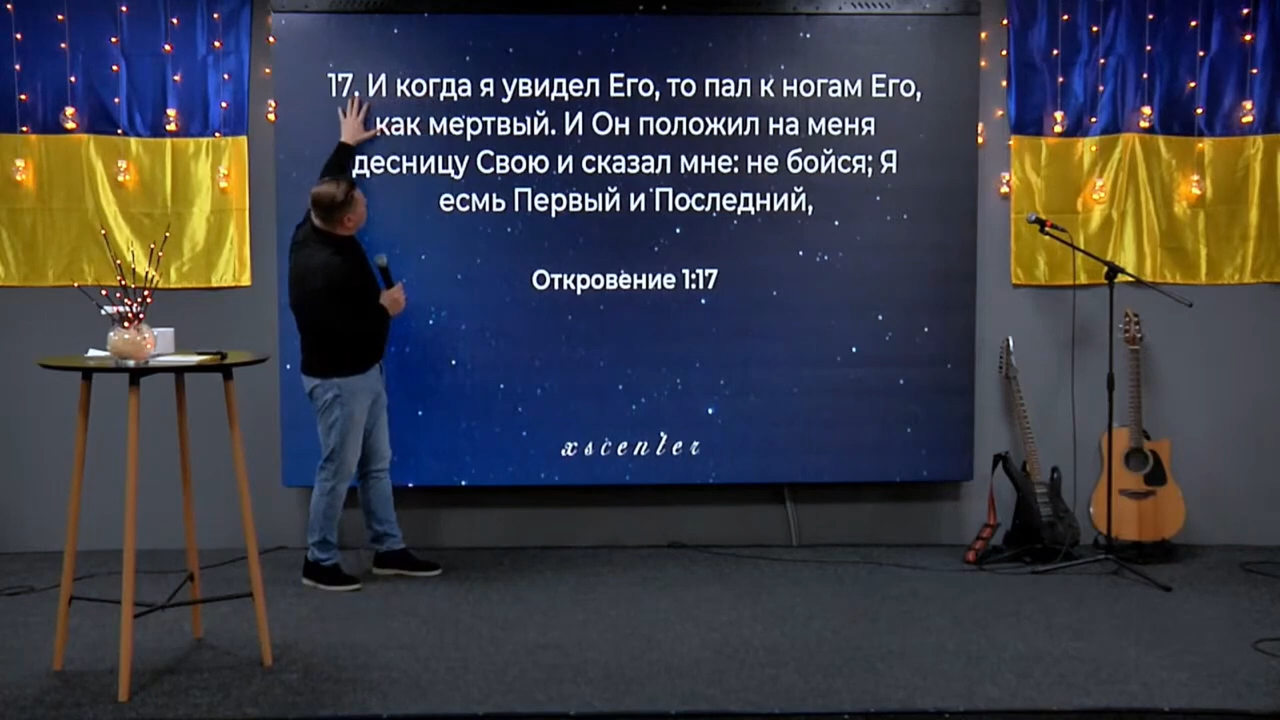 17. И когда я увидел Его, то пал к ногам Его,
как мертвый. И Он положил на меня
десницу Свою и сказал мне: не бойся; Я
есмь Первый и Последний,
Откровение 1:17
xscenter